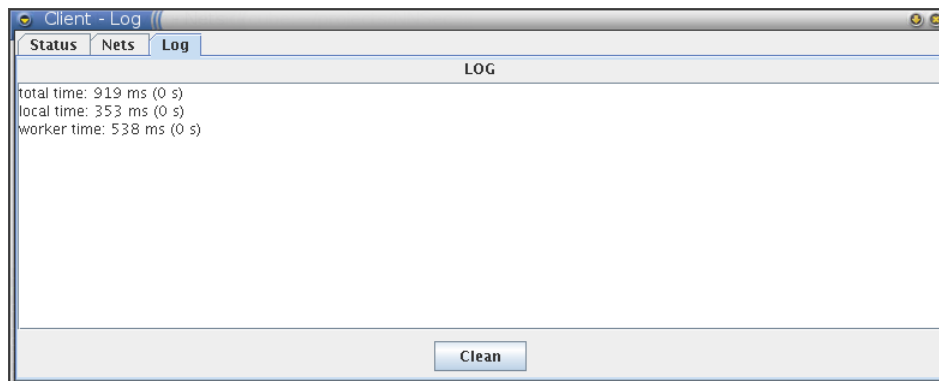 Client - Log
Status Nets Log
LOG
total time: 919 ms (0 s)
local time: 353 ms (0 s)
worker time: 538 ms (0 s)
Clean